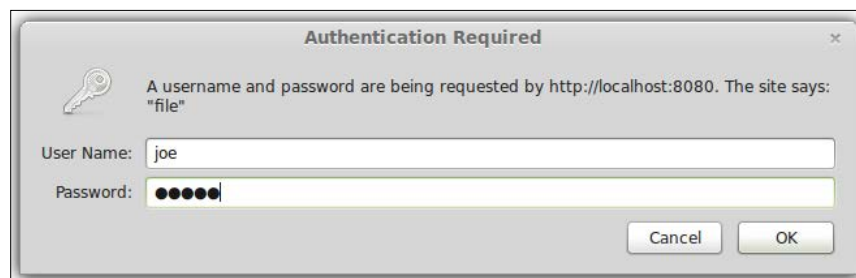 Authentication Required
A username and password are being requested by http://localhost:8080. The site says:
"file"
User Name: joe
Password: ●●●●●
Cancel OK